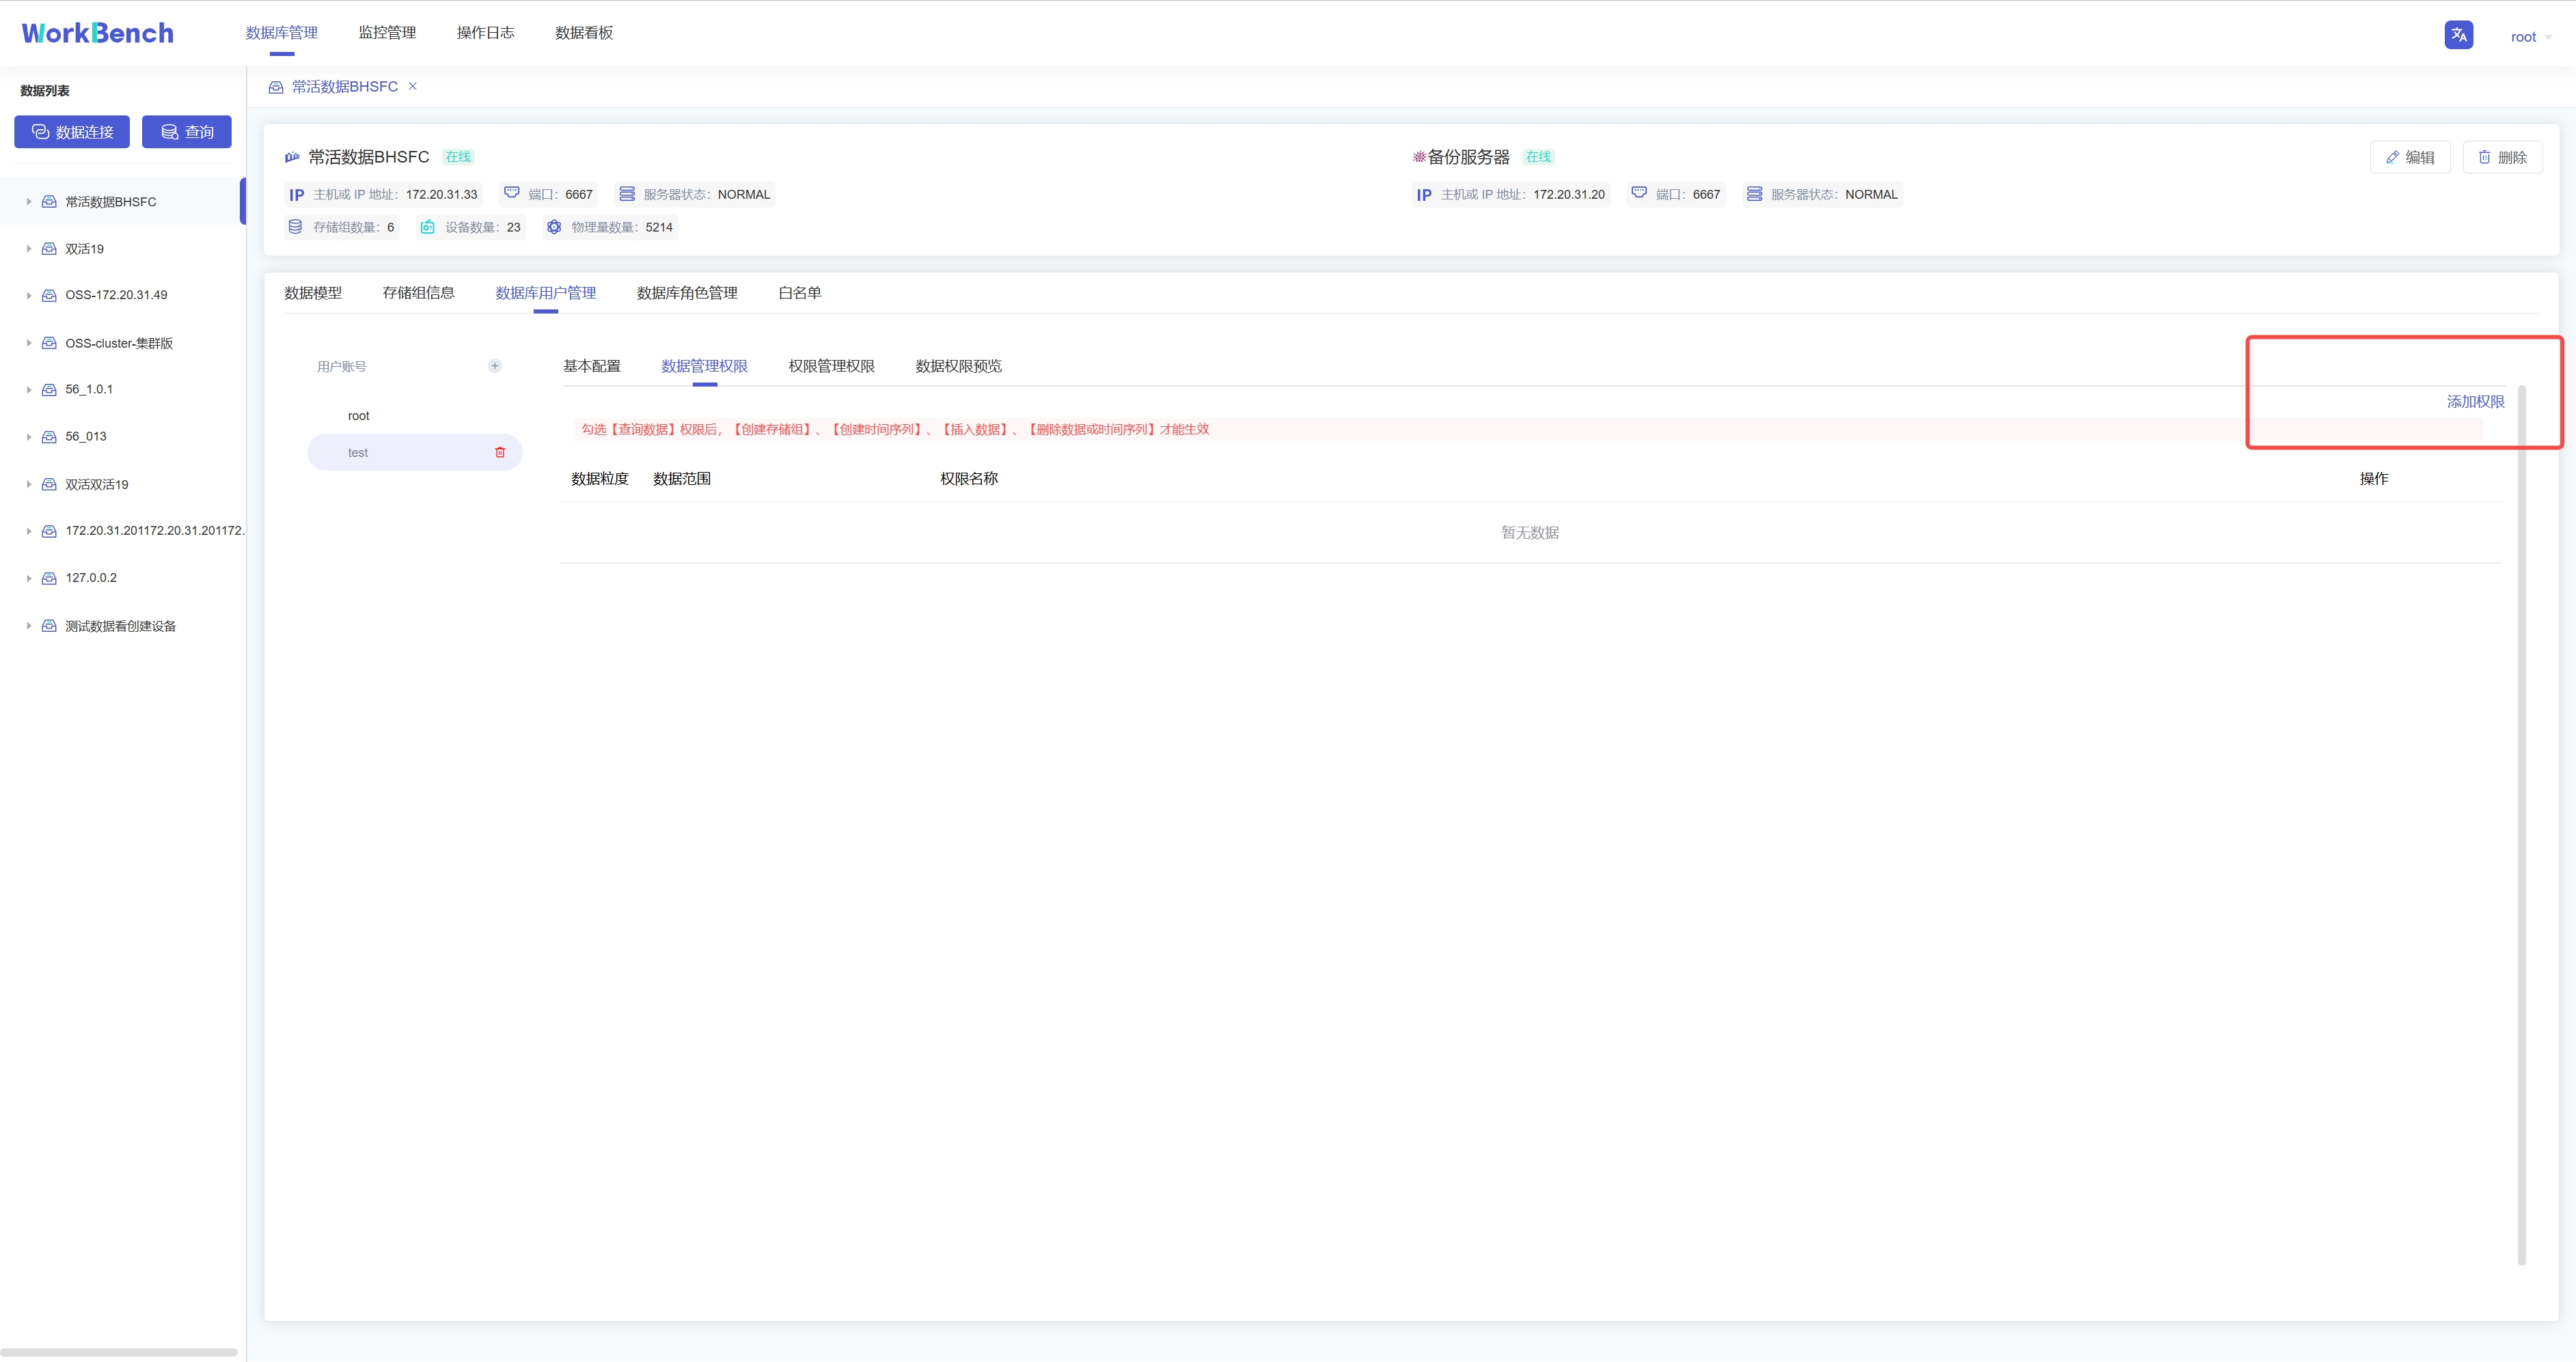 WorkBench 数据库管理 监控管理 操作日志 数据看板 root
数据列表
数据连接 查询
常活数据BHSFC
双活19
OSS-172.20.31.49
OSS-cluster-集群版
56_1.0.1
56_013
双活双活19
172.20.31.201172.20.31.201172.
127.0.0.2
测试数据看创建设备
常活数据BHSFC
常活数据BHSFC 在线
IP 主机或 IP 地址: 172.20.31.33 端口: 6667 服务器状态: NORMAL
存储组数量: 6 设备数量: 23 物理量数量: 5214
备份服务器 在线
IP 主机或 IP 地址: 172.20.31.20 端口: 6667 服务器状态: NORMAL
编辑 删除
数据模型 存储组信息 数据库用户管理 数据库角色管理 白名单
用户账号
root
test
基本配置 数据管理权限 权限管理权限 数据权限预览
添加权限
勾选【查询数据】权限后，【创建存储组】、【创建时间序列】、【插入数据】、【删除数据或时间序列】才能生效
数据粒度 数据范围 权限名称 操作
暂无数据